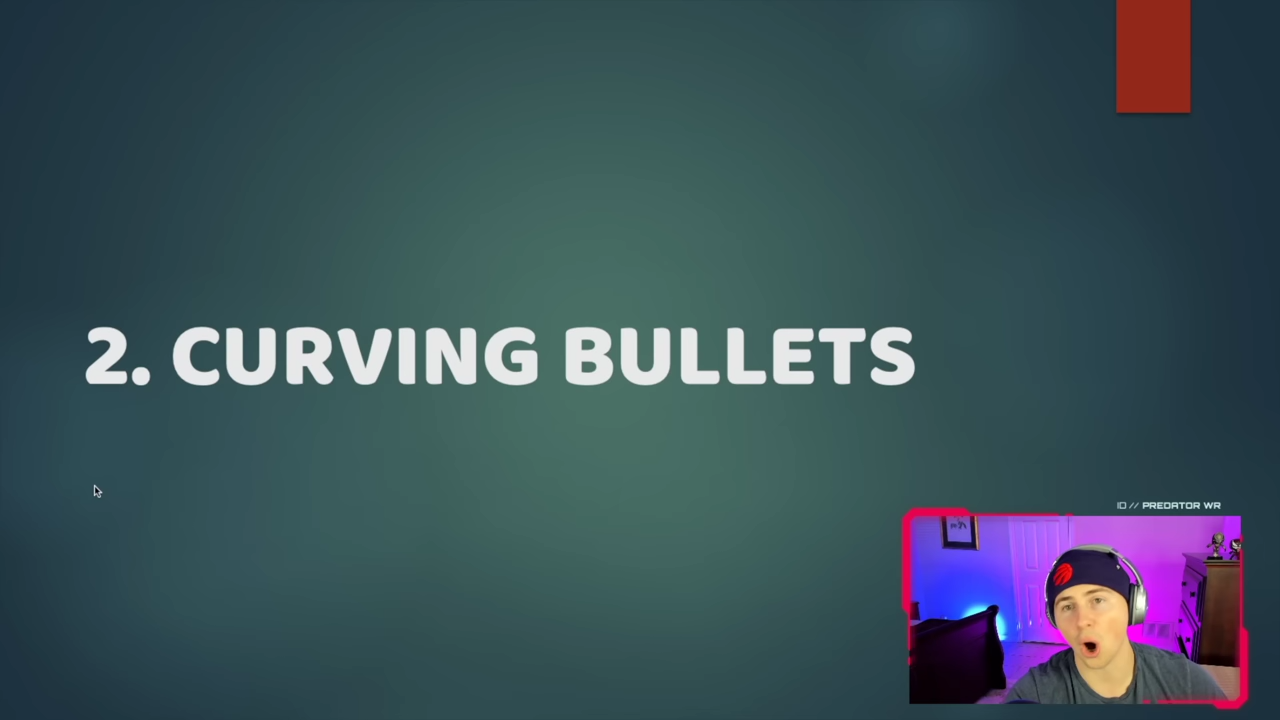 2. CURVING BULLETS
ID // PREDATOR WR